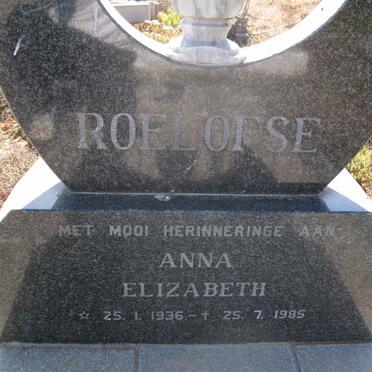 ROELOFSE
MET MOOI HERINNERINGE AAN
ANNA
ELIZABETH
☆ 25. 1. 1936 - † 25. 7. 1985